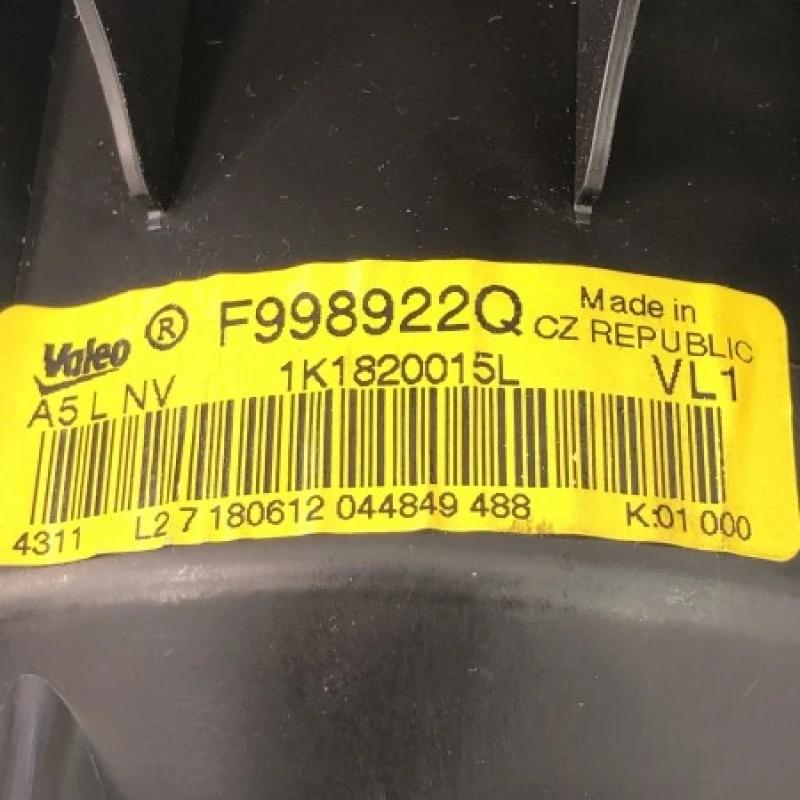 Valeo ® F998922Q Made in
CZ REPUBLIC
1K1820015L VL1
A5 L NV
4311 L2 7 180612 044849 488 K:01 000